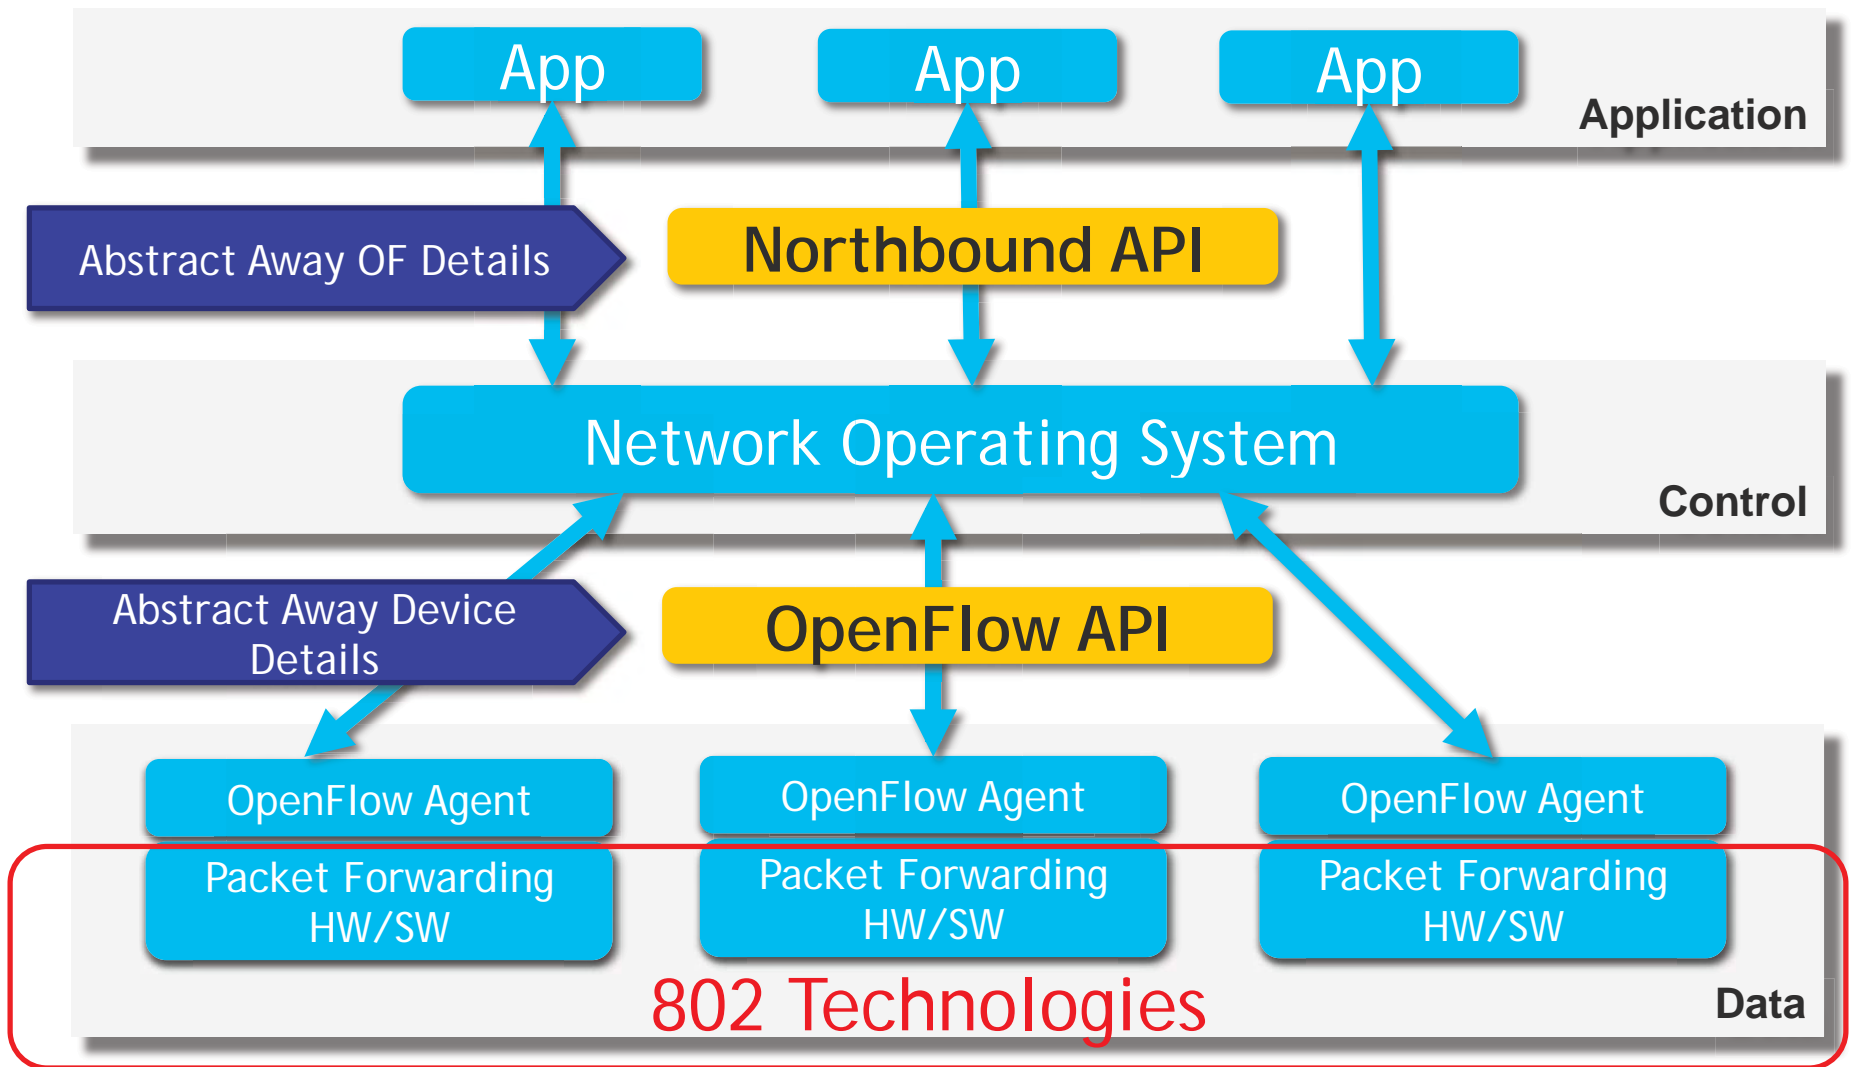 App
App
App
Application
Abstract Away OF Details
Northbound API
Network Operating System
Control
Abstract Away Device
Details
OpenFlow API
OpenFlow Agent
OpenFlow Agent
OpenFlow Agent
Packet Forwarding
HW/SW
Packet Forwarding
HW/SW
Packet Forwarding
HW/SW
802 Technologies
Data